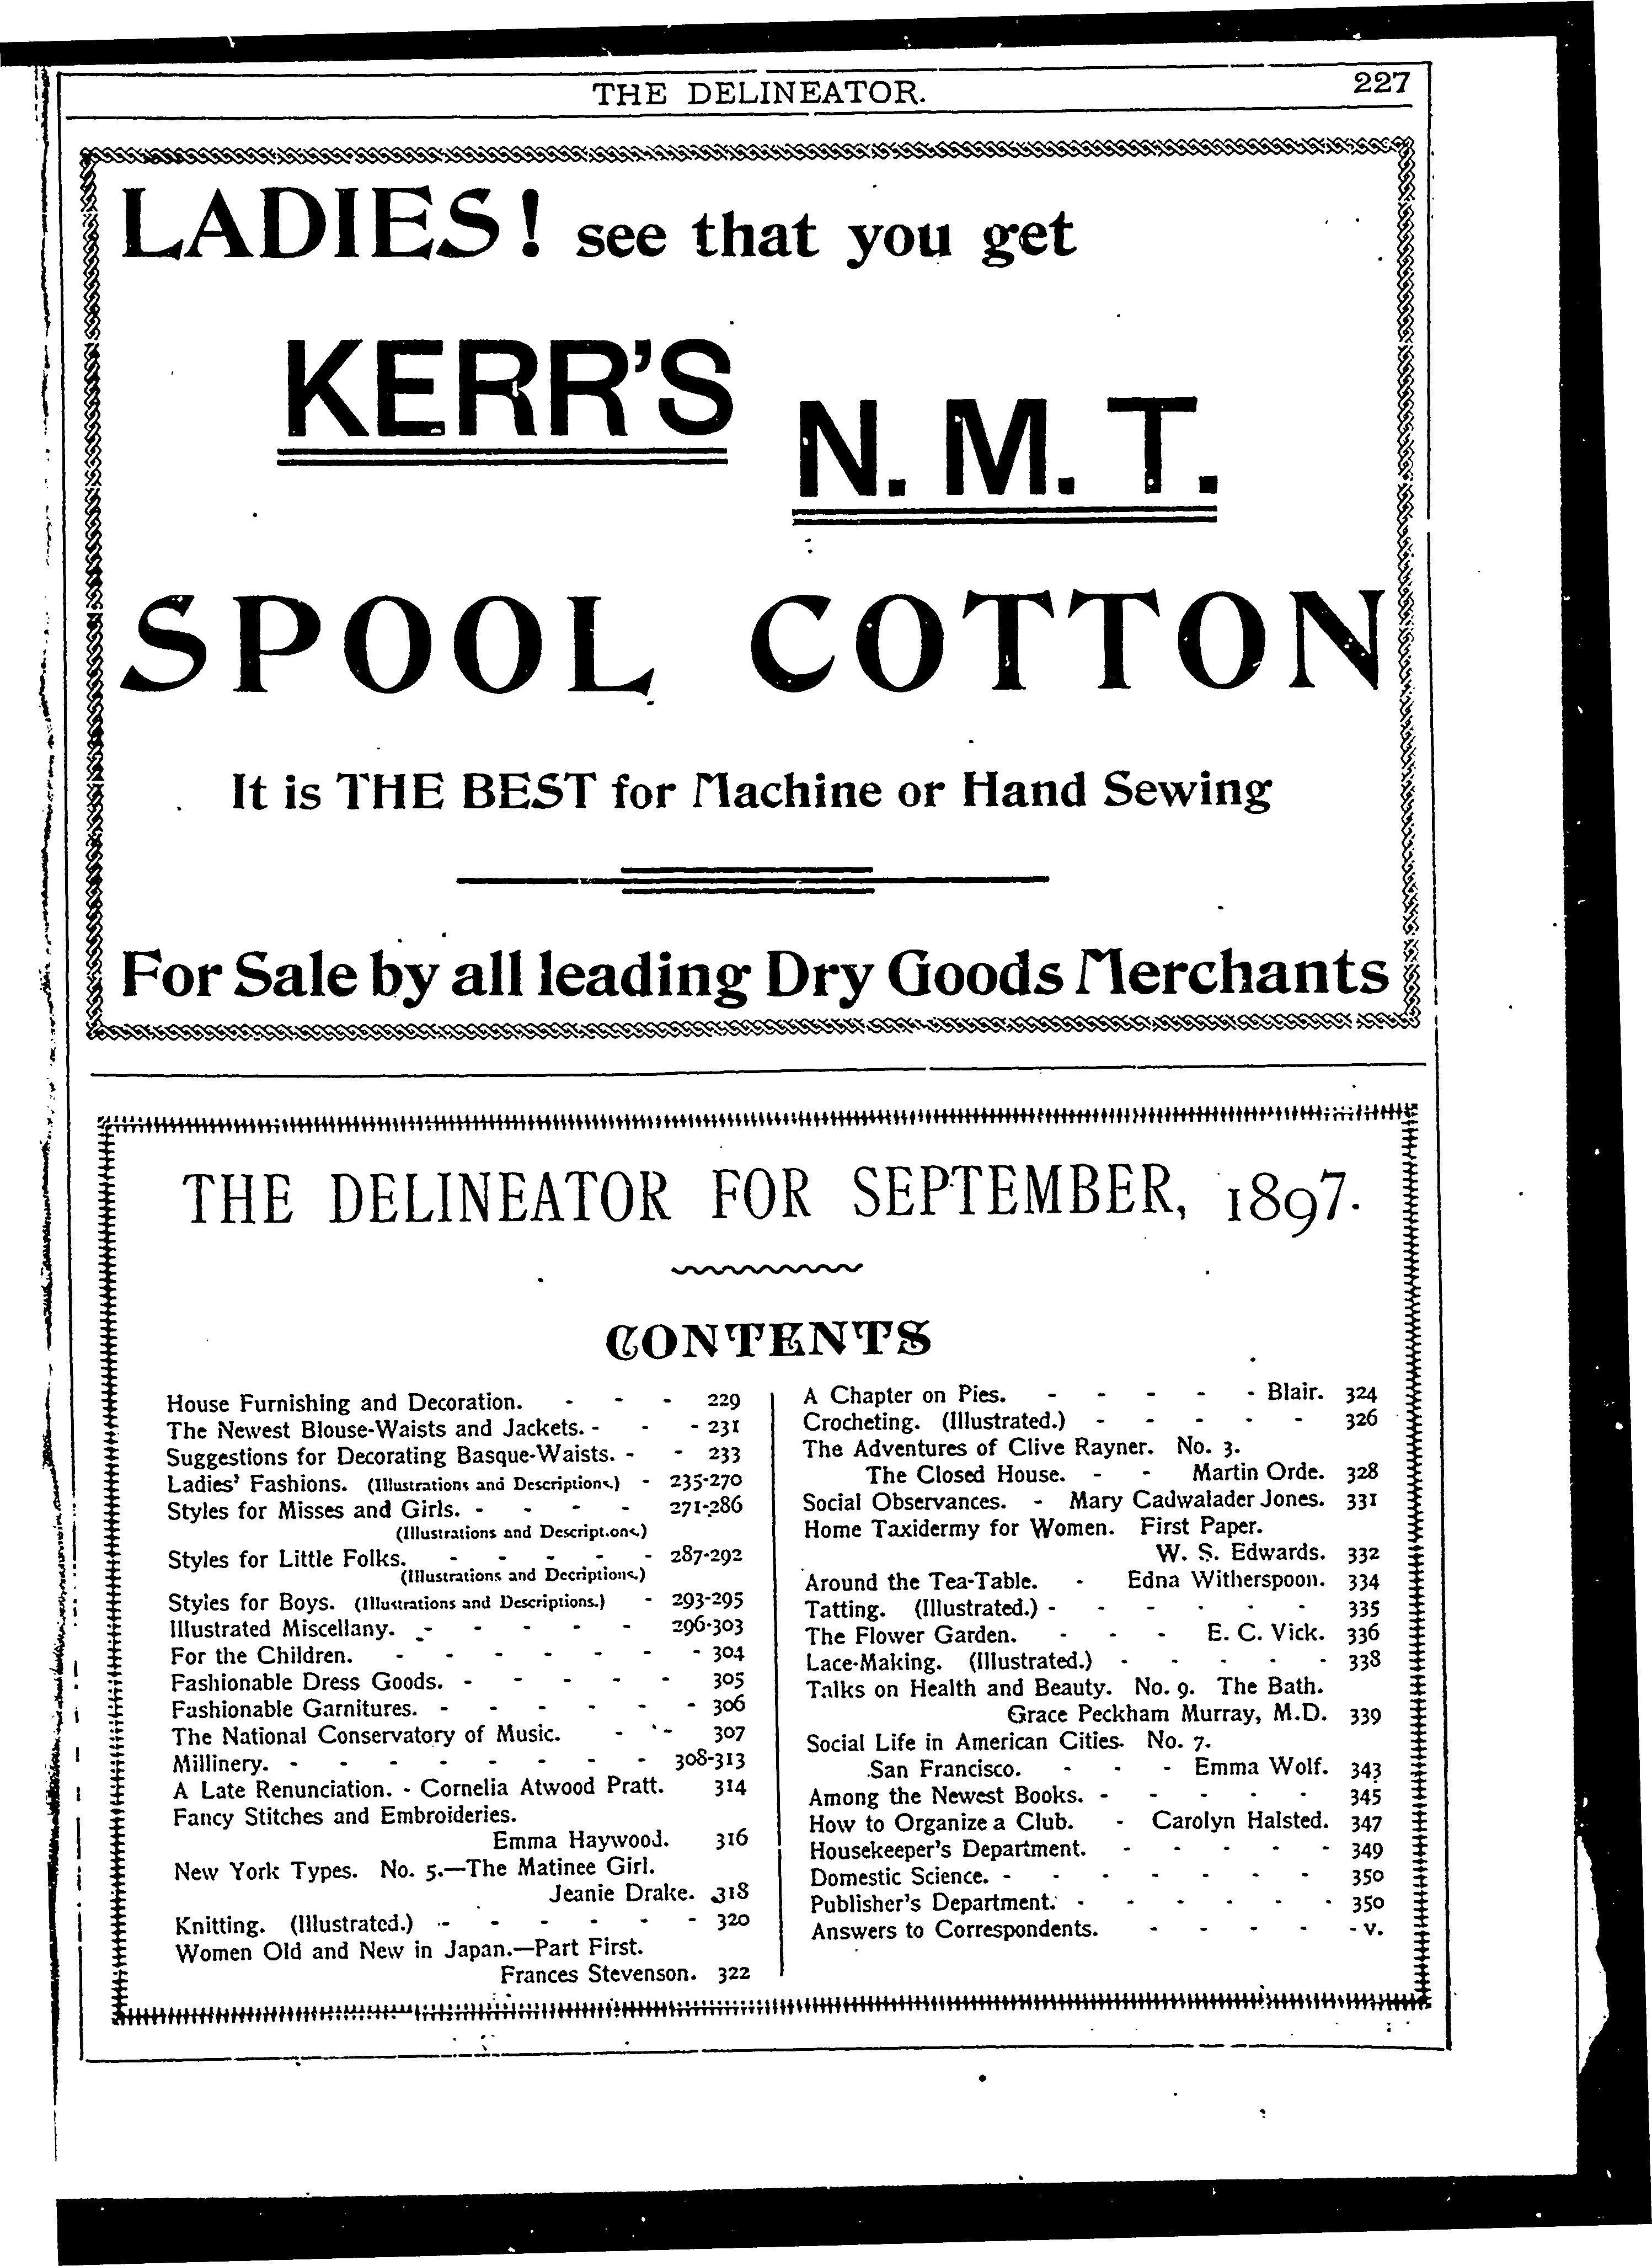 THE DELINEATOR. 227
LADIES! see that you get
KERR'S
N. M. T.
SPOOL COTTON
It is THE BEST for Machine or Hand Sewing
For Sale by all leading Dry Goods Merchants
THE DELINEATOR FOR SEPTEMBER, 1897.
CONTENTS
House Furnishing and Decoration. - - - 229
The Newest Blouse-Waists and Jackets. - - - 231
Suggestions for Decorating Basque-Waists. - - 233
Ladies' Fashions. (Illustrations and Descriptions.) - 235-270
Styles for Misses and Girls. - - - - 271-286
(Illustrations and Descript.ons.)
Styles for Little Folks. - - - - - 287-292
(Illustrations and Decriptions.)
Styles for Boys. (Illustrations and Descriptions.) - 293-295
Illustrated Miscellany. - - - - - 296-303
For the Children. - - - - - - - 304
Fashionable Dress Goods. - - - - - 305
Fashionable Garnitures. - - - - - - 306
The National Conservatory of Music. - - 307
Millinery. - - - - - - - - 308-313
A Late Renunciation. - Cornelia Atwood Pratt. 314
Fancy Stitches and Embroideries.
Emma Haywood. 316
New York Types. No. 5.—The Matinee Girl.
Jeanie Drake. 318
Knitting. (Illustrated.) - - - - - - 320
Women Old and New in Japan.—Part First.
Frances Stevenson. 322
A Chapter on Pies. - - - - - Blair. 324
Crocheting. (Illustrated.) - - - - - 326
The Adventures of Clive Rayner. No. 3.
The Closed House. - - Martin Orde. 328
Social Observances. - Mary Cadwalader Jones. 331
Home Taxidermy for Women. First Paper.
W. S. Edwards. 332
Around the Tea-Table. - Edna Witherspoon. 334
Tatting. (Illustrated.) - - - - - - 335
The Flower Garden. - - - E. C. Vick. 336
Lace-Making. (Illustrated.) - - - - - 338
Talks on Health and Beauty. No. 9. The Bath.
Grace Peckham Murray, M.D. 339
Social Life in American Cities. No. 7.
San Francisco. - - - Emma Wolf. 343
Among the Newest Books. - - - - - 345
How to Organize a Club. - Carolyn Halsted. 347
Housekeeper's Department. - - - - - 349
Domestic Science. - - - - - - - 350
Publisher's Department. - - - - - - 350
Answers to Correspondents. - - - - - v.